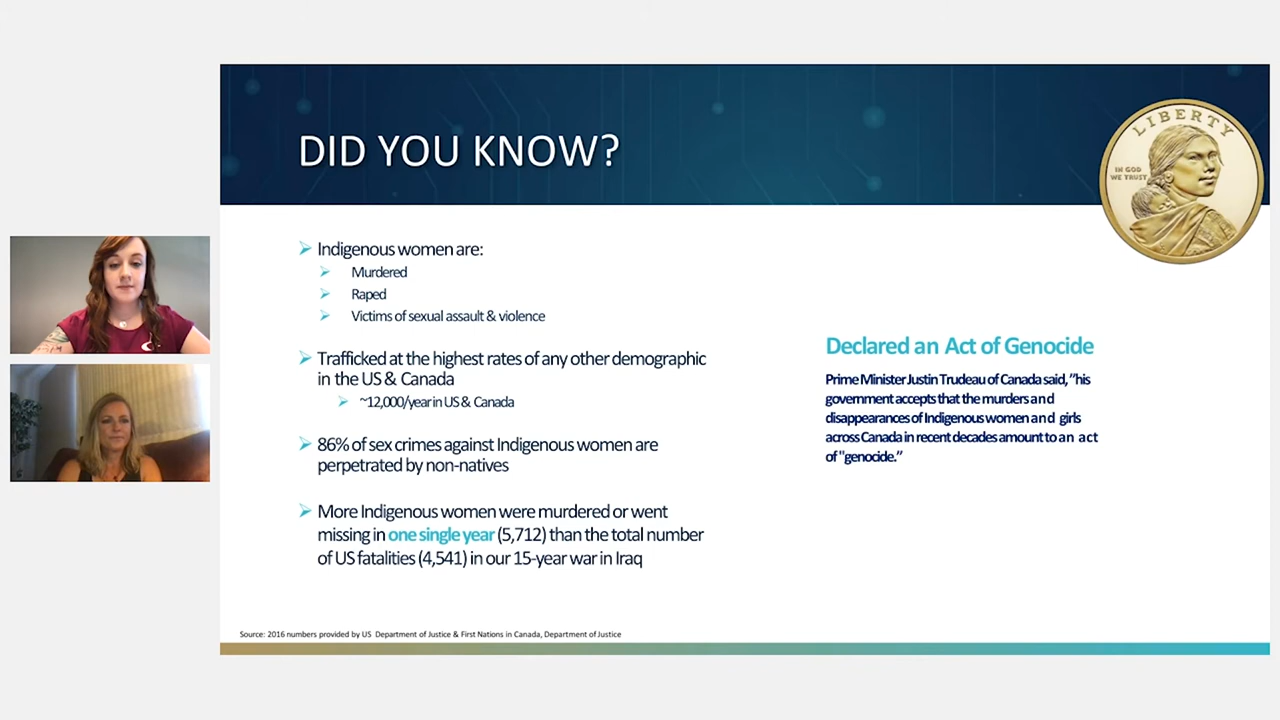 DID YOU KNOW?
LIBERTY
IN GOD
WE TRUST
Indigenous women are:
Murdered
Raped
Victims of sexual assault & violence
Trafficked at the highest rates of any other demographic
in the US & Canada
~12,000/year in US & Canada
86% of sex crimes against Indigenous women are
perpetrated by non-natives
More Indigenous women were murdered or went
missing in one single year (5,712) than the total number
of US fatalities (4,541) in our 15-year war in Iraq
Declared an Act of Genocide
Prime Minister Justin Trudeau of Canada said, "his
government accepts that the murders and
disappearances of Indigenous women and girls
across Canada in recent decades amount to an act
of "genocide."
Source: 2016 numbers provided by US Department of Justice & First Nations in Canada, Department of Justice